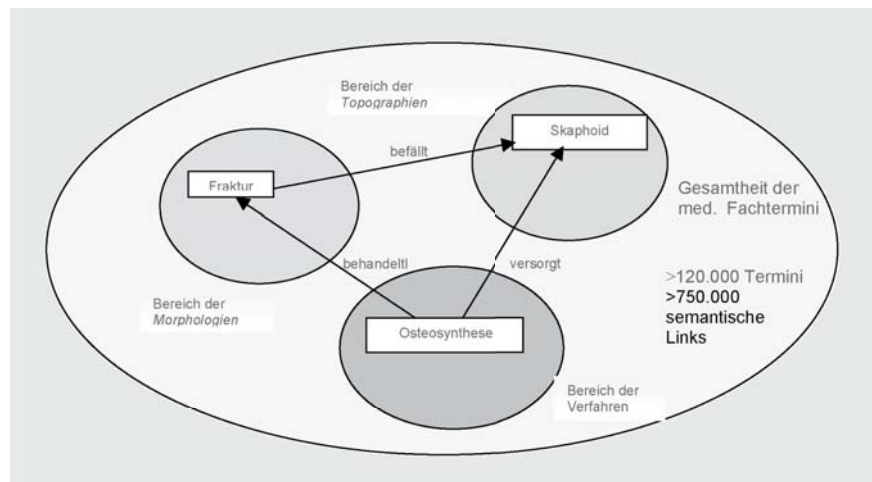 Bereich der
Topographien
Skaphoid
befällt
Fraktur
Gesamtheit der
med. Fachtermini
behandeltl
versorgt
>120.000 Termini
>750.000
semantische
Links
Bereich der
Morphologien
Osteosynthese
Bereich der
Verfahren